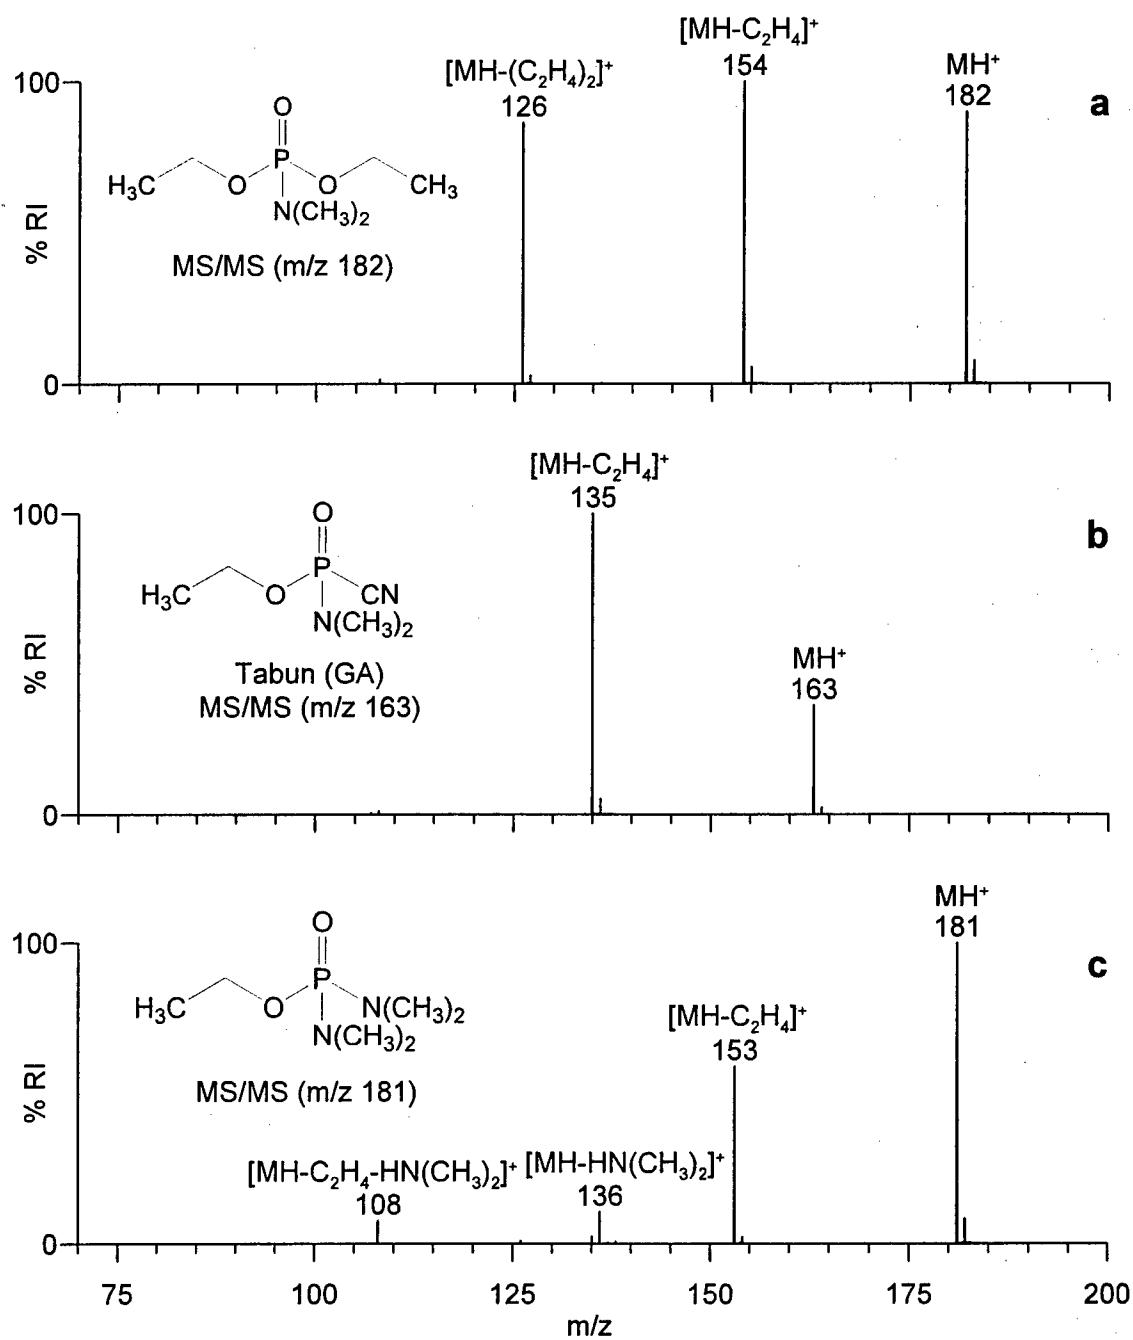 [MH-C₂H₄]⁺
154
[MH-(C₂H₄)₂]⁺
126
MH⁺
182
a
100
% RI
0
O
P
H₃C
O
O
CH₃
N(CH₃)₂
MS/MS (m/z 182)
[MH-C₂H₄]⁺
135
b
100
% RI
0
O
P
H₃C
O
CN
N(CH₃)₂
Tabun (GA)
MS/MS (m/z 163)
MH⁺
163
MH⁺
181
c
100
% RI
0
O
P
H₃C
O
N(CH₃)₂
N(CH₃)₂
MS/MS (m/z 181)
[MH-C₂H₄]⁺
153
[MH-C₂H₄-HN(CH₃)₂]⁺
108
[MH-HN(CH₃)₂]⁺
136
75 100 125 150 175 200
m/z